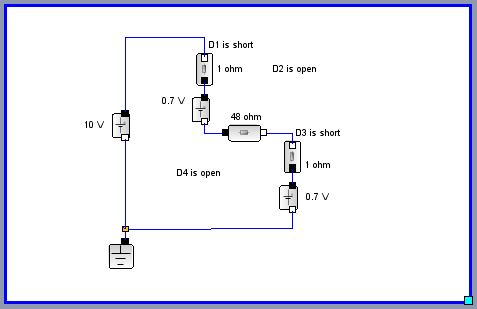 D1 is short
1 ohm
D2 is open
0.7 V
10 V
48 ohm
D3 is short
1 ohm
D4 is open
0.7 V